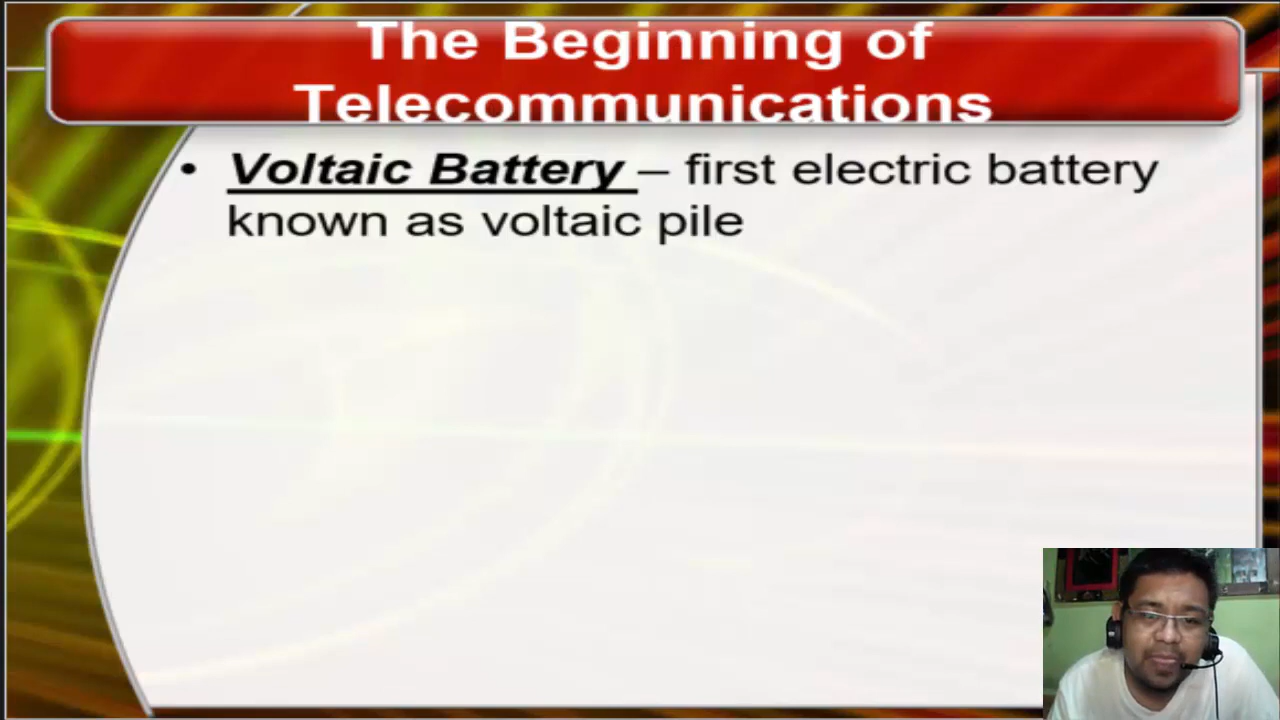 The Beginning of
Telecommunications
• Voltaic Battery – first electric battery
known as voltaic pile